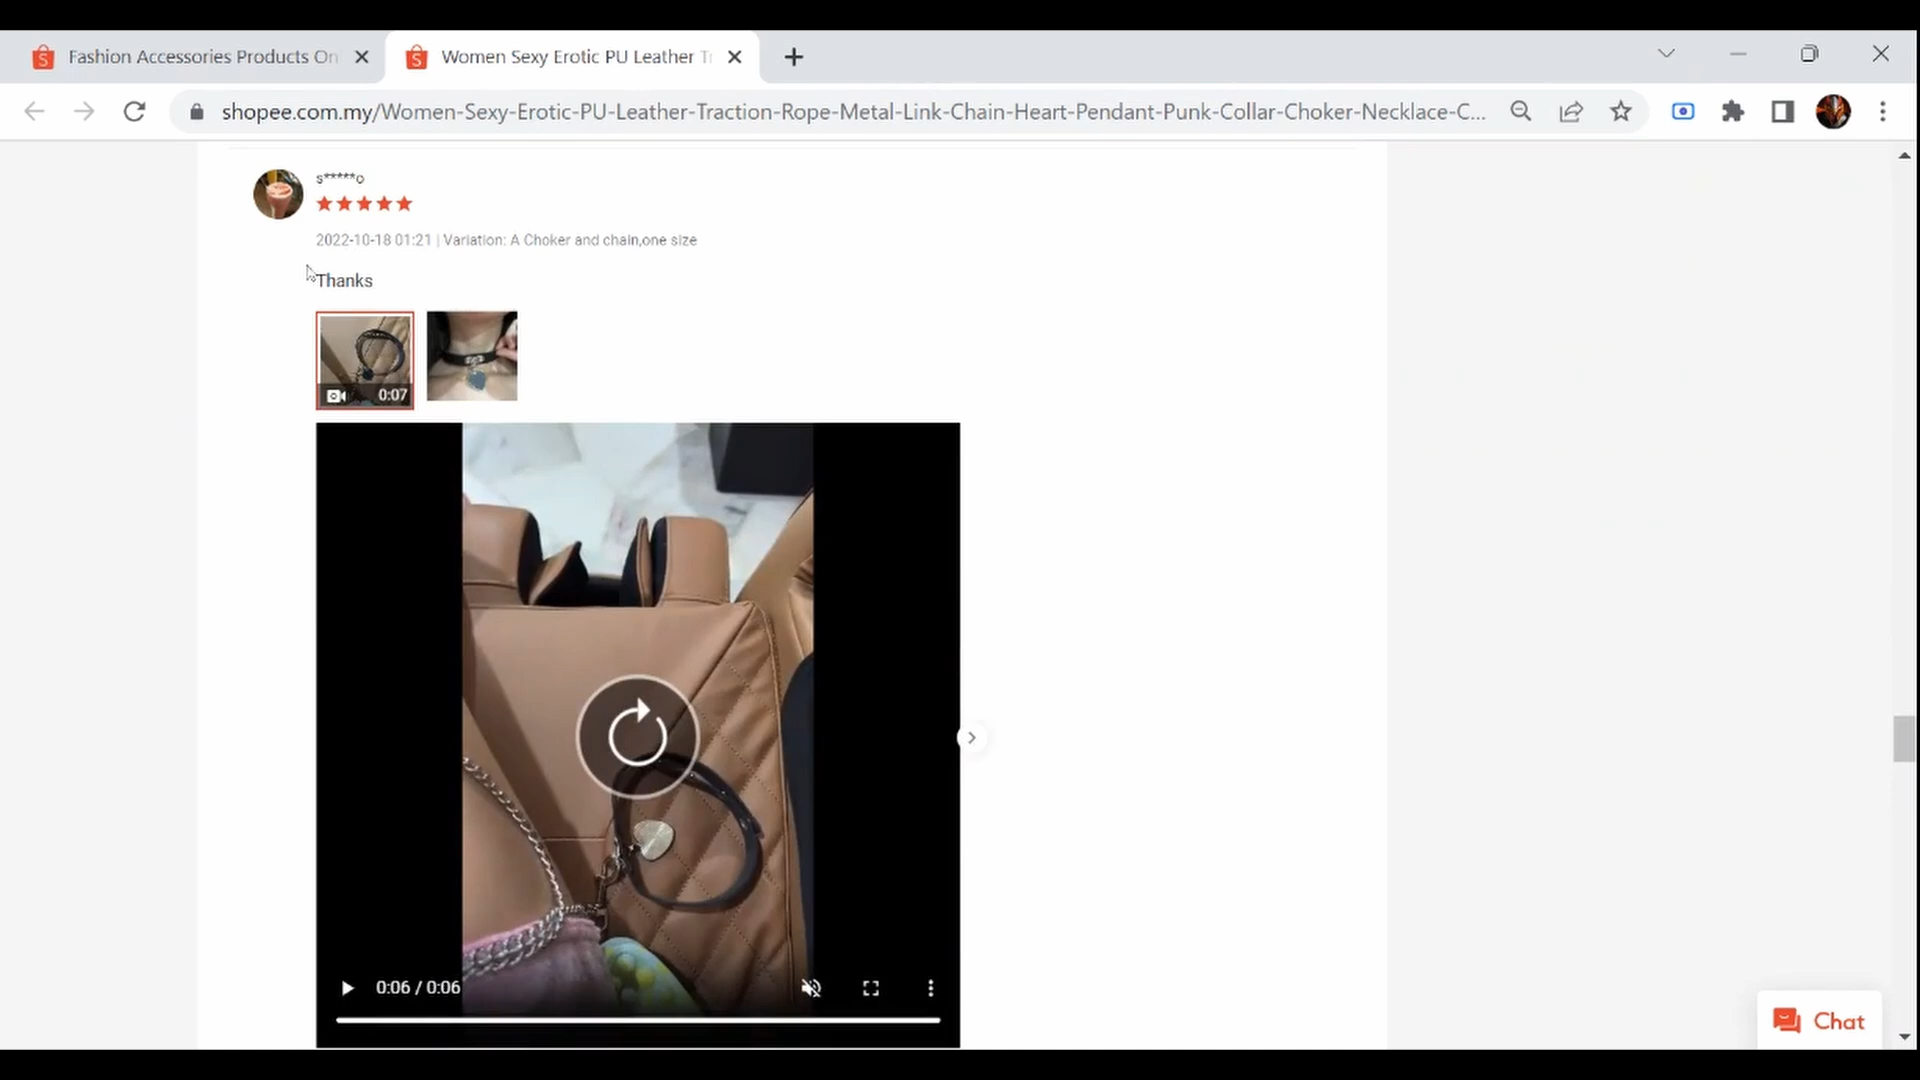 Fashion Accessories Products On
Women Sexy Erotic PU Leather Tr
shopee.com.my/Women-Sexy-Erotic-PU-Leather-Traction-Rope-Metal-Link-Chain-Heart-Pendant-Punk-Collar-Choker-Necklace-C...
s*****o
2022-10-18 01:21 | Variation: A Choker and chain,one size
Thanks
0:07
0:06 / 0:06
Chat